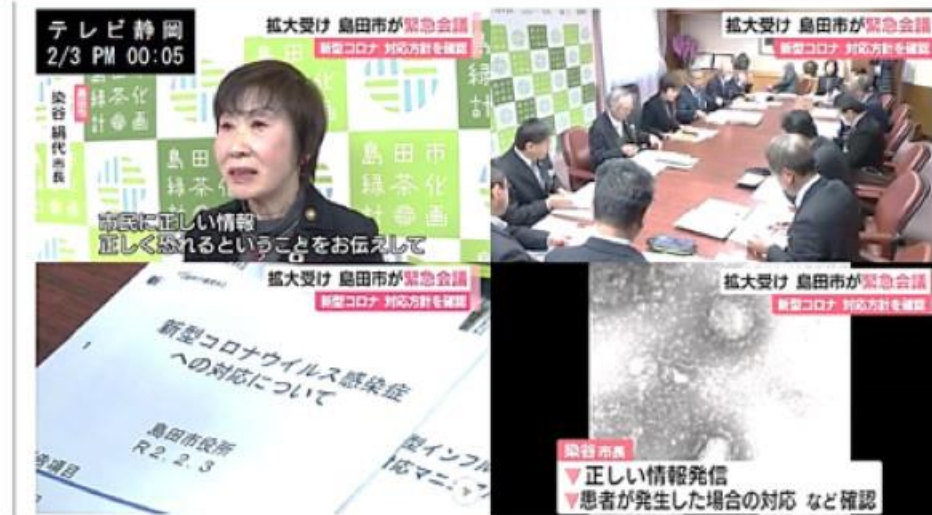 テレビ静岡
2/3 PM 00:05
拡大受け 島田市が緊急会議
新型コロナ 対応方針を確認
染谷 絹代市長
島田市
緑茶化
計画
島田市
緑茶化
計画
市民に正しい情報
正しく恐れるということをお伝えして
拡大受け 島田市が緊急会議
新型コロナ 対応方針を確認
拡大受け 島田市が緊急会議
新型コロナ 対応方針を確認
新型コロナウイルス感染症
への対応について
島田市役所
R2.2.3
拡大受け 島田市が緊急会議
新型コロナ 対応方針を確認
染谷市長
▼正しい情報発信
▼患者が発生した場合の対応 など確認